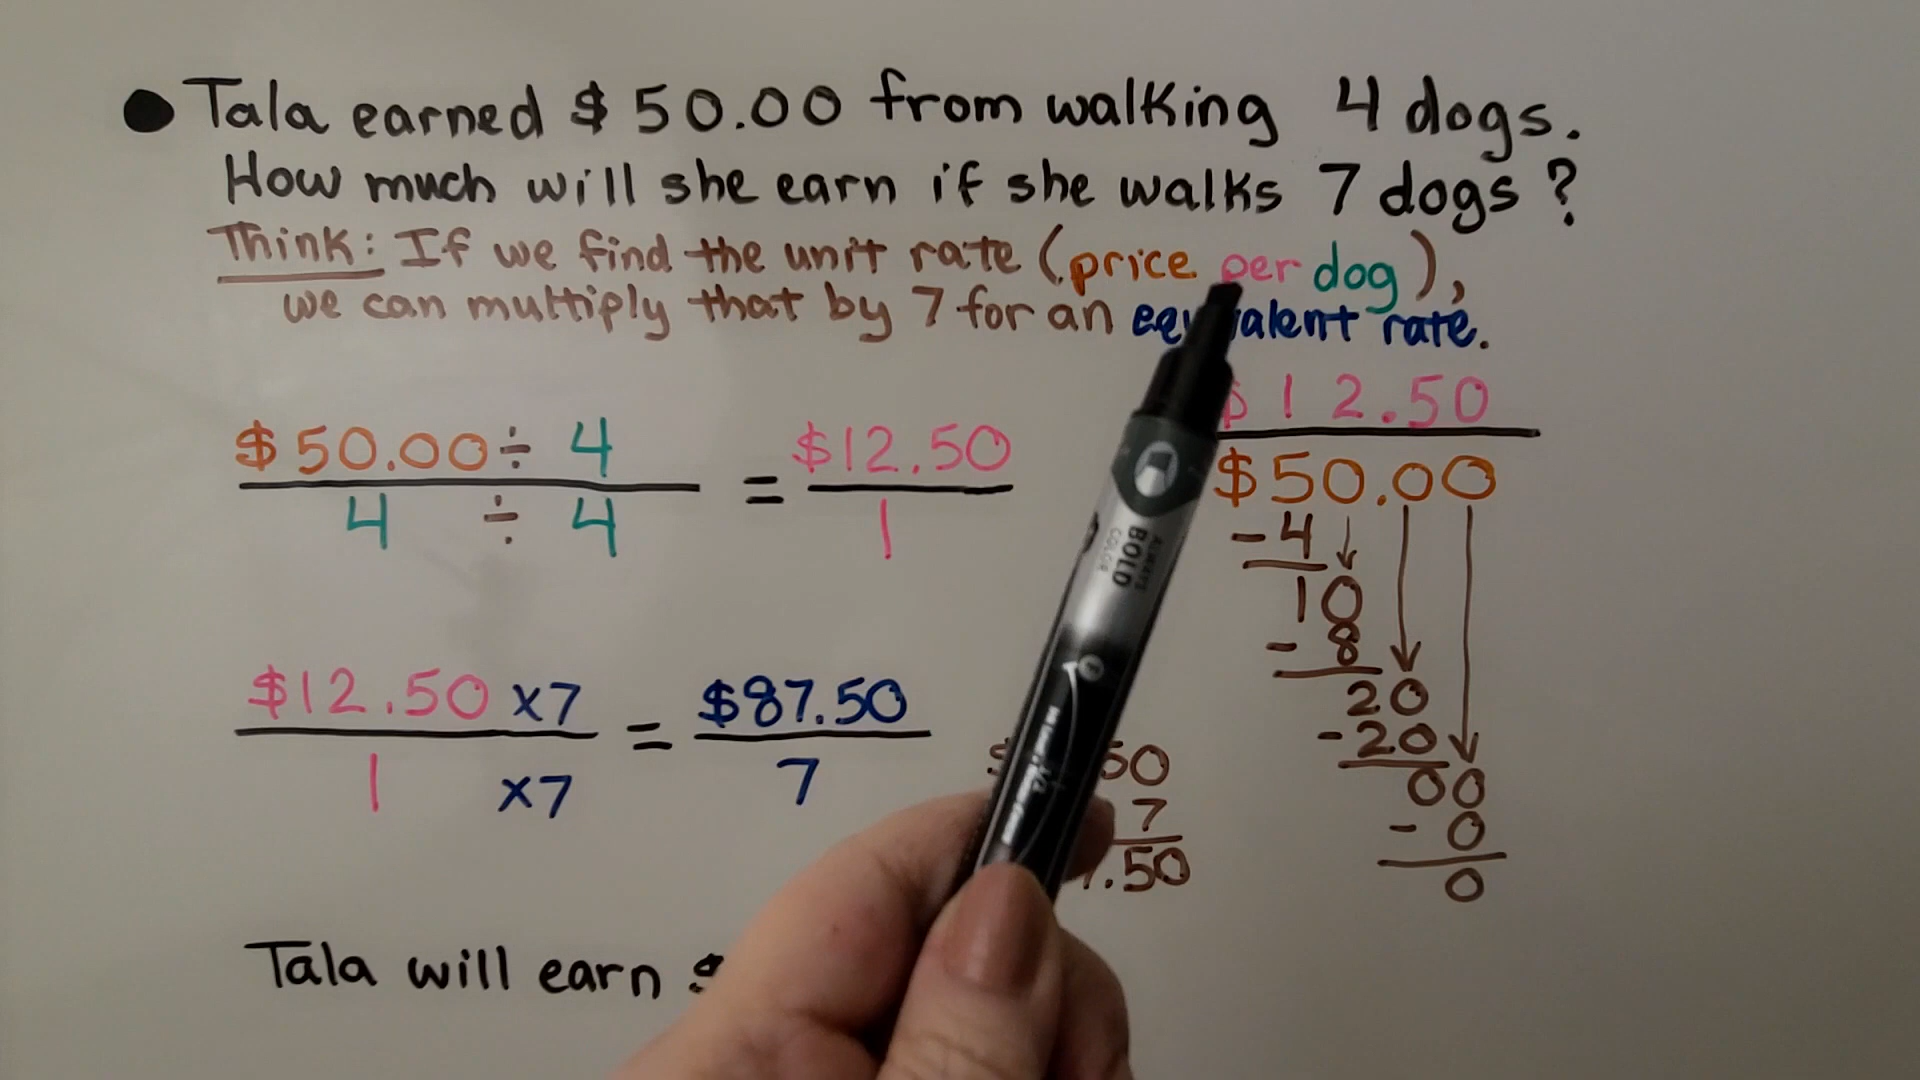 Tala earned $50.00 from walking 4 dogs.
How much will she earn if she walks 7 dogs?
Think: If we find the unit rate (price per dog),
we can multiply that by 7 for an equivalent rate.
$50.00 ÷ 4
4 ÷ 4
=
$12.50
1
$12.50 x7
1 x7
=
$87.50
7
$12.50
$50.00
-4
10
-8
20
-20
00
-0
0
50
7
.50
Tala will earn $
ALWAYS
BOLD
COLOR